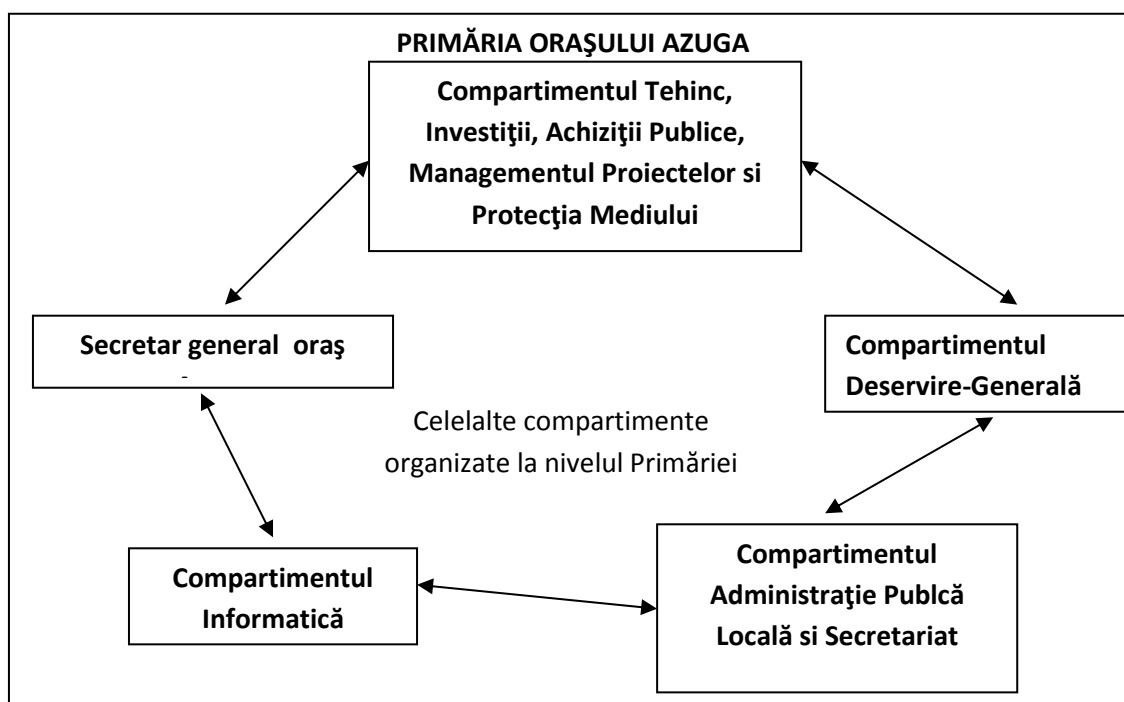 PRIMĂRIA ORAŞULUI AZUGA
Compartimentul Tehinc,
Investiţii, Achiziţii Publice,
Managementul Proiectelor si
Protecţia Mediului
Secretar general oraş
Compartimentul
Deservire-Generală
Celelalte compartimente
organizate la nivelul Primăriei
Compartimentul
Informatică
Compartimentul
Administraţie Publcă
Locală si Secretariat